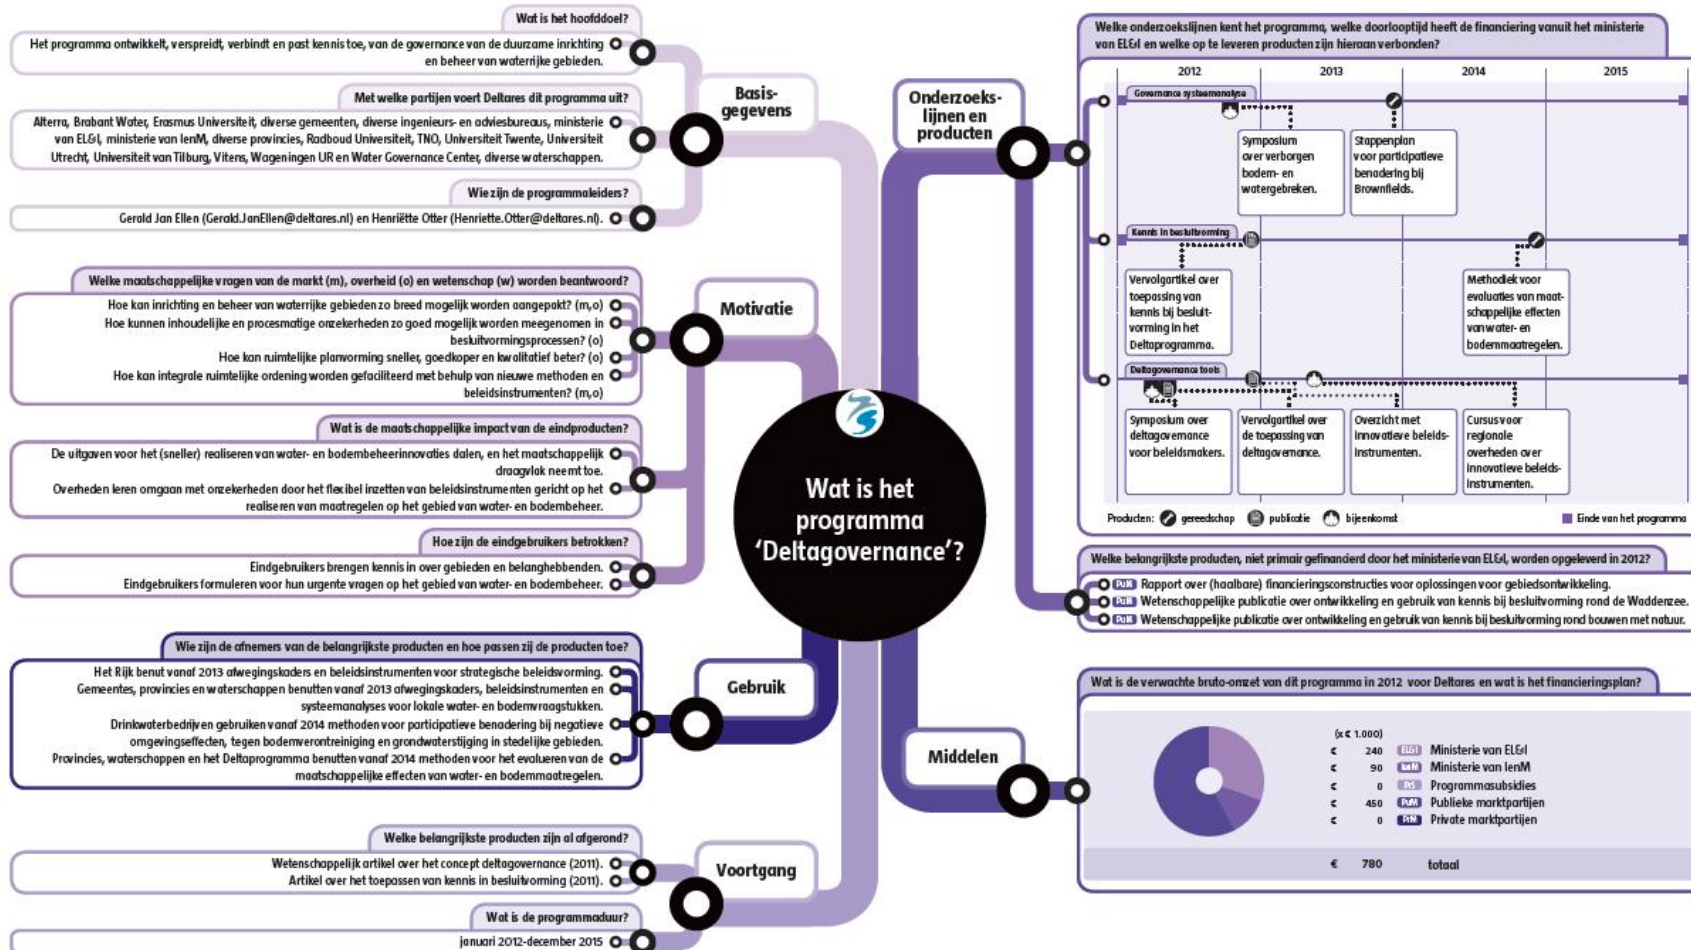 Wat is het programma
‘Deltagovernance’?
Basis-
gegevens
Wat is het hoofddoel?
Het programma ontwikkelt, verspreidt, verbindt en past kennis toe, van de governance van de duurzame inrichting
en beheer van waterrijke gebieden.
Met welke partijen voert Deltares dit programma uit?
Alterra, Brabant Water, Erasmus Universiteit, diverse gemeenten, diverse ingenieurs- en adviesbureaus, ministerie
van EL&I, ministerie van IenM, diverse provincies, Radboud Universiteit, TNO, Universiteit Twente, Universiteit
Utrecht, Universiteit van Tilburg, Vitens, Wageningen UR en Water Governance Center, diverse waterschappen.
Wie zijn de programmaleiders?
Gerald Jan Ellen (Gerald.JanEllen@deltares.nl) en Henriëtte Otter (Henriette.Otter@deltares.nl).
Motivatie
Welke maatschappelijke vragen van de markt (m), overheid (o) en wetenschap (w) worden beantwoord?
Hoe kan inrichting en beheer van waterrijke gebieden zo breed mogelijk worden aangepakt? (m,o)
Hoe kunnen inhoudelijke en procesmatige onzekerheden zo goed mogelijk worden meegenomen in
besluitvormingsprocessen? (o)
Hoe kan ruimtelijke planvorming sneller, goedkoper en kwalitatief beter? (o)
Hoe kan integrale ruimtelijke ordening worden gefaciliteerd met behulp van nieuwe methoden en
beleidsinstrumenten? (m,o)
Wat is de maatschappelijke impact van de eindproducten?
De uitgaven voor het (sneller) realiseren van water- en bodembeheerinnovaties dalen, en het maatschappelijk
draagvlak neemt toe.
Overheden leren omgaan met onzekerheden door het flexibel inzetten van beleidsinstrumenten gericht op het
realiseren van maatregelen op het gebied van water- en bodembeheer.
Hoe zijn de eindgebruikers betrokken?
Eindgebruikers brengen kennis in over gebieden en belanghebbenden.
Eindgebruikers formuleren voor hun urgente vragen op het gebied van water- en bodembeheer.
Gebruik
Wie zijn de afnemers van de belangrijkste producten en hoe passen zij de producten toe?
Het Rijk benut vanaf 2013 afwegingskaders en beleidsinstrumenten voor strategische beleidsvorming.
Gemeentes, provincies en waterschappen benutten vanaf 2013 afwegingskaders, beleidsinstrumenten en
systeemanalyses voor lokale water- en bodemvraagstukken.
Drinkwaterbedrijven gebruiken vanaf 2014 methoden voor participatieve benadering bij negatieve
omgevingseffecten, tegen bodemverontreiniging en grondwaterstijging in stedelijke gebieden.
Provincies, waterschappen en het Deltaprogramma benutten vanaf 2014 methoden voor het evalueren van de
maatschappelijke effecten van water- en bodemmaatregelen.
Voortgang
Welke belangrijkste producten zijn al afgerond?
Wetenschappelijk artikel over het concept deltagovernance (2011).
Artikel over het toepassen van kennis in besluitvorming (2011).
Wat is de programmaduur?
januari 2012-december 2015
Onderzoeks-
lijnen en
producten
Welke onderzoekslijnen kent het programma, welke doorlooptijd heeft de financiering vanuit het ministerie
van EL&I en welke op te leveren producten zijn hieraan verbonden?
2012 2013 2014 2015
Governance systeemanalyse
Symposium
over verborgen
bodem- en
watergebreken.
Stappenplan
voor participatieve
benadering bij
Brownfields.
Kennis in besluitvorming
Vervolgartikel over
toepassing van
kennis bij besluit-
vorming in het
Deltaprogramma.
Methodiek voor
evaluaties van maat-
schappelijke effecten
van water- en
bodemmaatregelen.
Deltagovernance tools
Symposium over
deltagovernance
voor beleidsmakers.
Vervolgartikel over
de toepassing van
deltagovernance.
Overzicht met
innovatieve beleids-
instrumenten.
Cursus voor
regionale
overheden over
innovatieve beleids-
instrumenten.
Producten: gereedschap publicatie bijeenkomst Einde van het programma
Welke belangrijkste producten, niet primair gefinancierd door het ministerie van EL&I, worden opgeleverd in 2012?
PuM Rapport over (haalbare) financieringsconstructies voor oplossingen voor gebiedsontwikkeling.
PuM Wetenschappelijke publicatie over ontwikkeling en gebruik van kennis bij besluitvorming rond de Waddenzee.
PuM Wetenschappelijke publicatie over ontwikkeling en gebruik van kennis bij besluitvorming rond bouwen met natuur.
Middelen
Wat is de verwachte bruto-omzet van dit programma in 2012 voor Deltares en wat is het financieringsplan?
(x € 1.000)
€ 240 EL&I Ministerie van EL&I
€ 90 IenM Ministerie van IenM
€ 0 PrS Programmasubsidies
€ 450 PuM Publieke marktpartijen
€ 0 PrM Private marktpartijen
€ 780 totaal